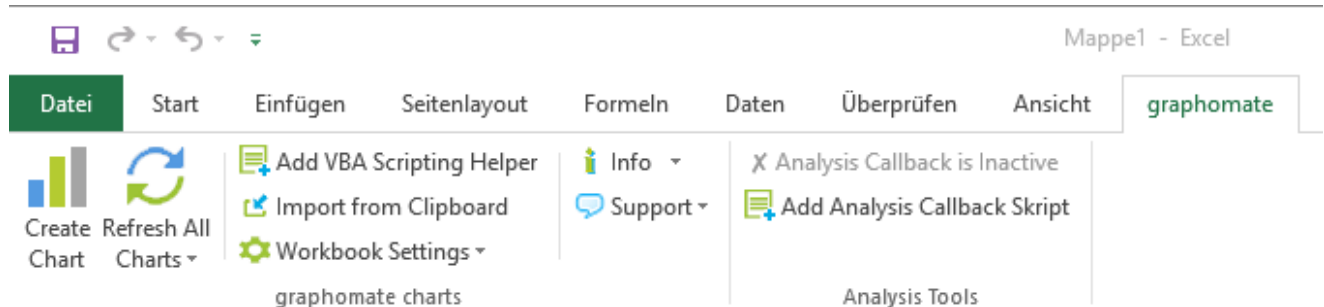 Mappe1 - Excel
Datei Start Einfügen Seitenlayout Formeln Daten Überprüfen Ansicht graphomate
Create Chart
Refresh All Charts
Add VBA Scripting Helper
Import from Clipboard
Workbook Settings
graphomate charts
Info
Support
X Analysis Callback is Inactive
Add Analysis Callback Skript
Analysis Tools